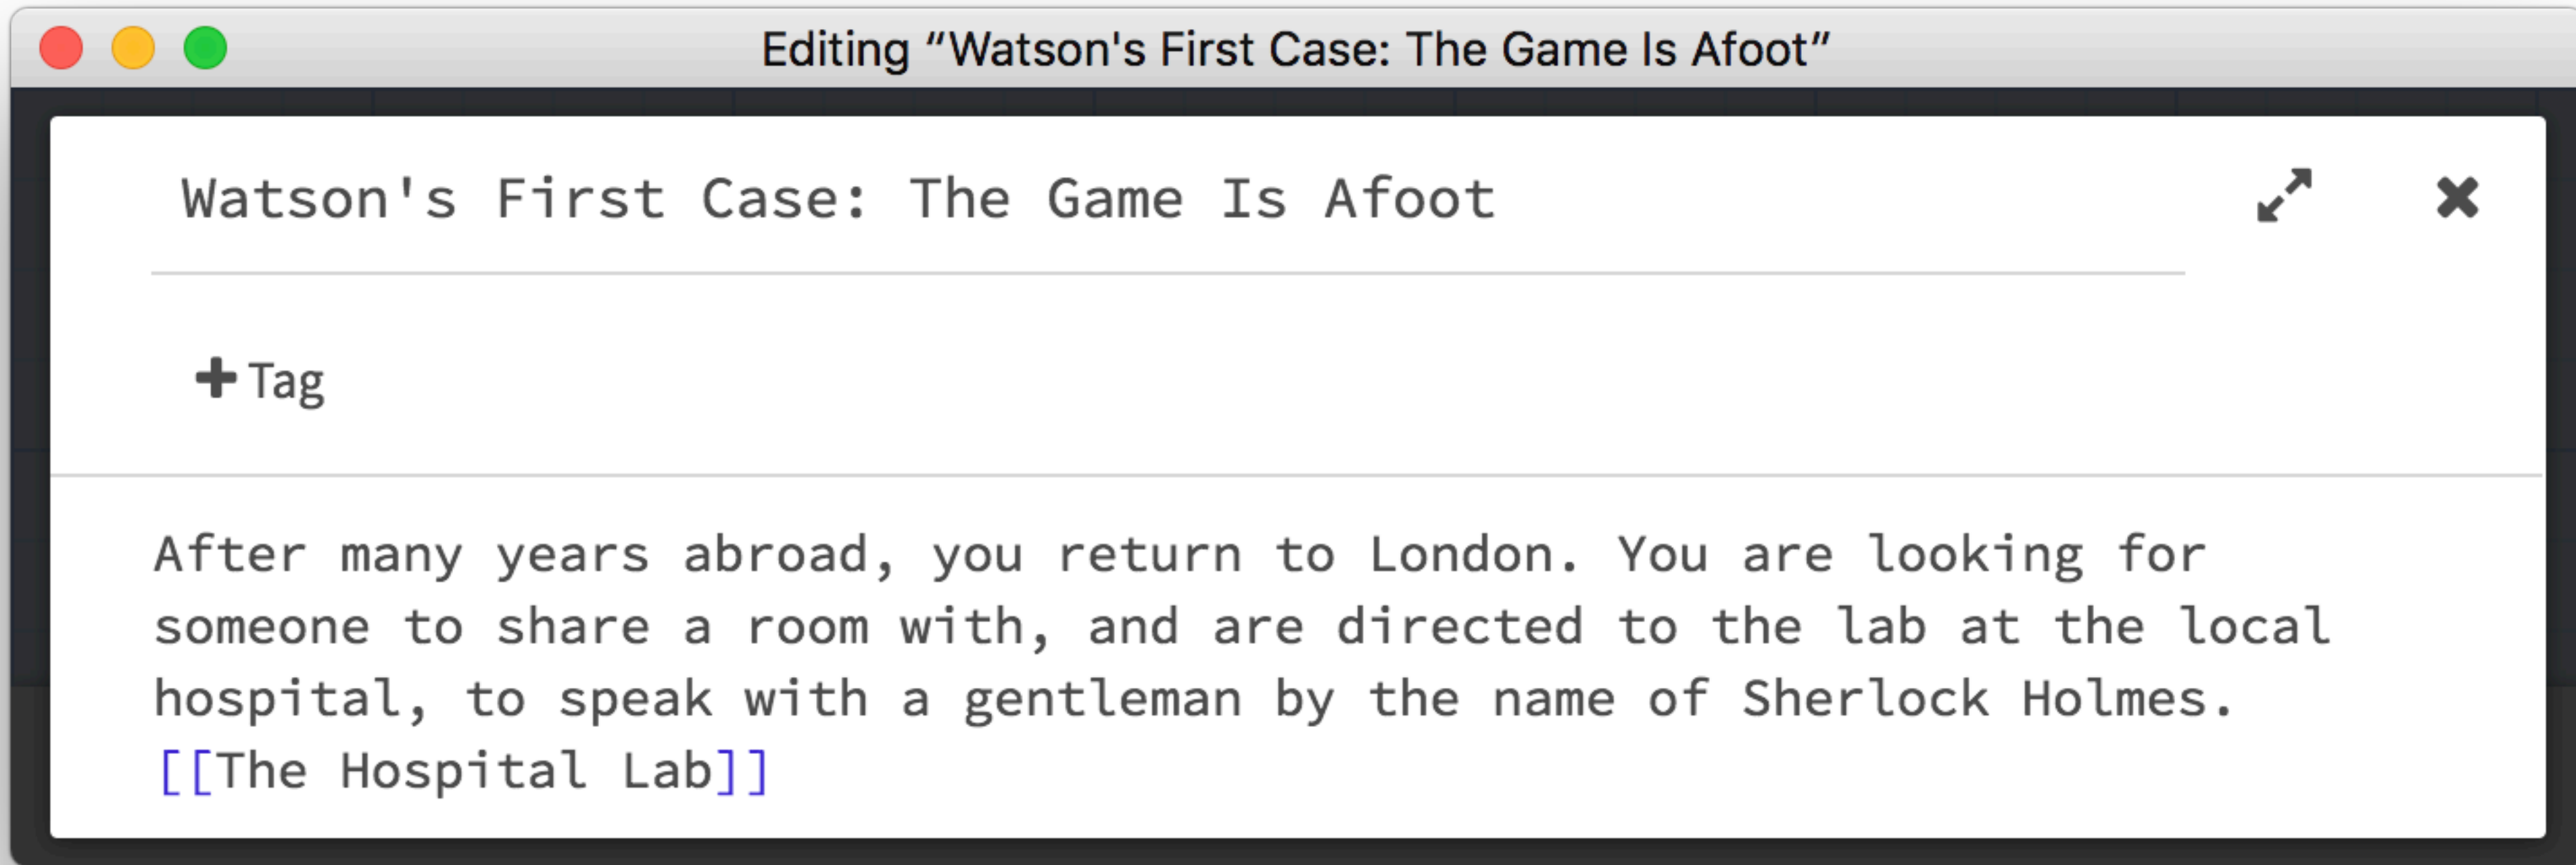 Editing “Watson's First Case: The Game Is Afoot”
Watson's First Case: The Game Is Afoot
Tag
After many years abroad, you return to London. You are looking for
someone to share a room with, and are directed to the lab at the local
hospital, to speak with a gentleman by the name of Sherlock Holmes.
[[The Hospital Lab]]